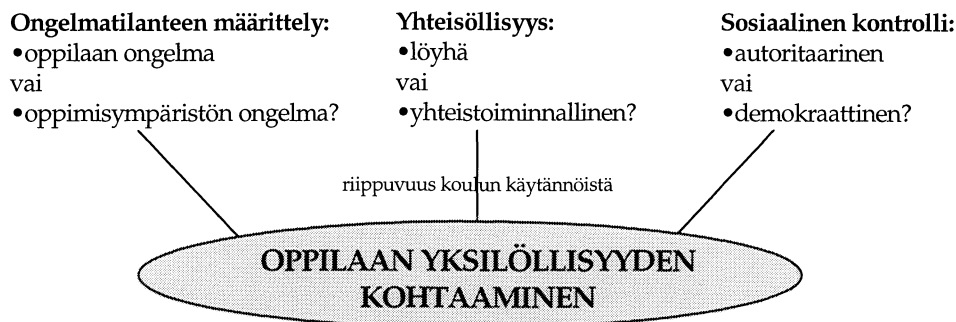 Ongelmatilanteen määrittely:
•oppilaan ongelma
vai
•oppimisympäristön ongelma?
Yhteisöllisyys:
•löyhä
vai
•yhteistoiminnallinen?
Sosiaalinen kontrolli:
•autoritaarinen
vai
•demokraattinen?
riippuvuus koulun käytännöistä
OPPILAAN YKSILÖLLISYYDEN
KOHTAAMINEN